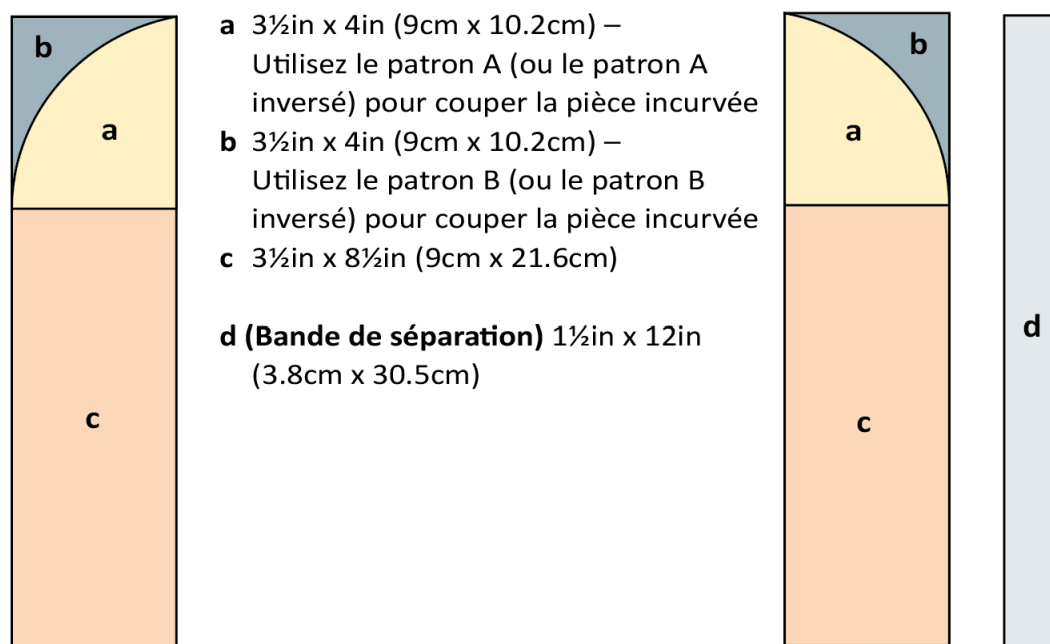 b
a
c
a 3½in x 4in (9cm x 10.2cm) –
Utilisez le patron A (ou le patron A
inversé) pour couper la pièce incurvée
b 3½in x 4in (9cm x 10.2cm) –
Utilisez le patron B (ou le patron B
inversé) pour couper la pièce incurvée
c 3½in x 8½in (9cm x 21.6cm)
d (Bande de séparation) 1½in x 12in
(3.8cm x 30.5cm)
b
a
c
d